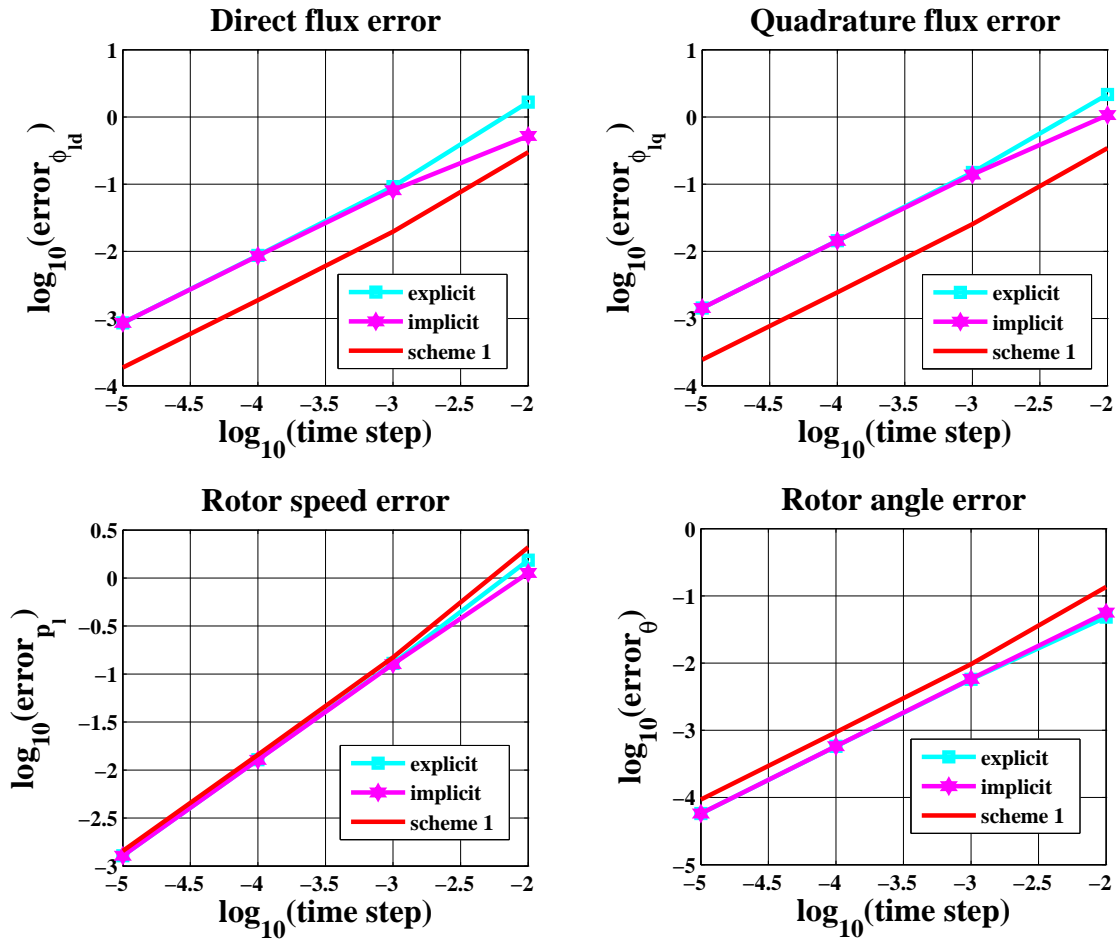 Direct flux error
log10(error_ϕ1d)
1
0
−1
−2
−3
−4
explicit
implicit
scheme 1
−5 −4.5 −4 −3.5 −3 −2.5 −2
log10(time step)
Quadrature flux error
log10(error_ϕ1q)
1
0
−1
−2
−3
−4
explicit
implicit
scheme 1
−5 −4.5 −4 −3.5 −3 −2.5 −2
log10(time step)
Rotor speed error
log10(error_p1)
0.5
0
−0.5
−1
−1.5
−2
−2.5
−3
explicit
implicit
scheme 1
−5 −4.5 −4 −3.5 −3 −2.5 −2
log10(time step)
Rotor angle error
log10(error_θ)
0
−1
−2
−3
−4
−5
explicit
implicit
scheme 1
−5 −4.5 −4 −3.5 −3 −2.5 −2
log10(time step)